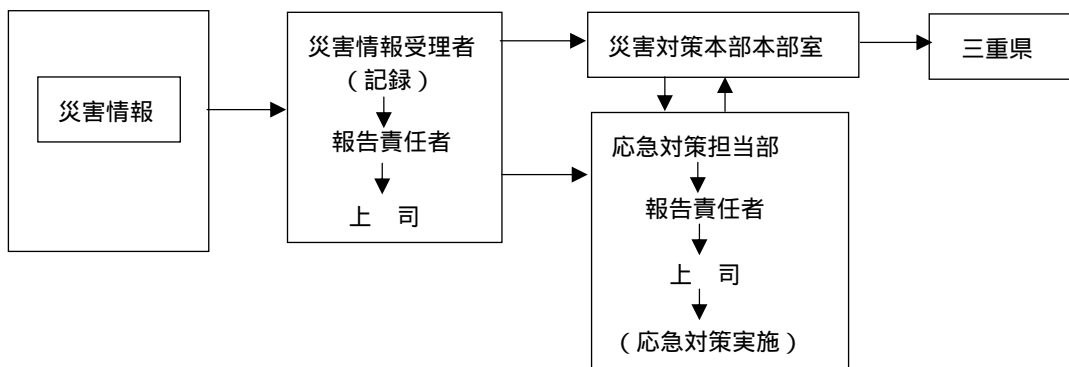 災害情報
災害情報受理者
(記録)
報告責任者
上 司
災害対策本部本部室
三重県
応急対策担当部
報告責任者
上 司
(応急対策実施)